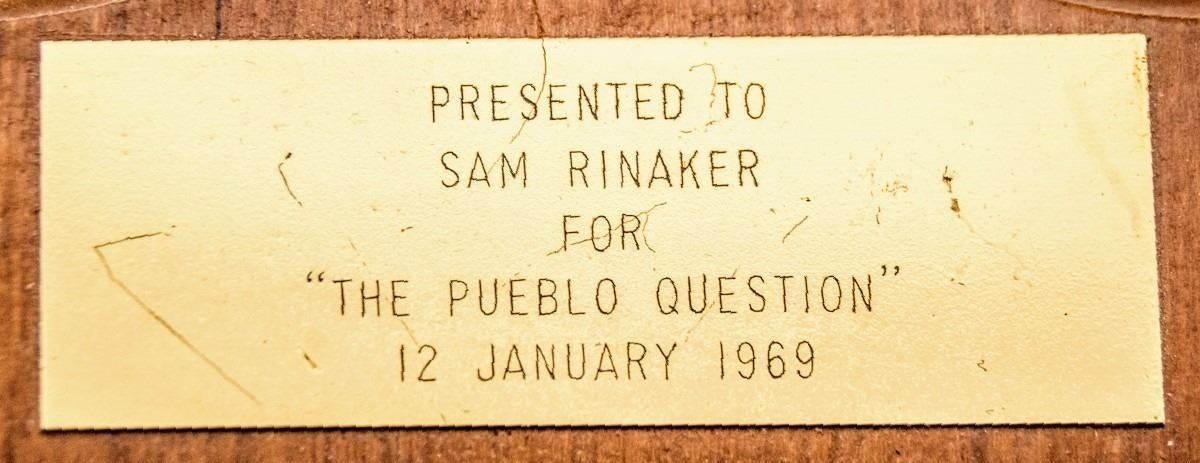 PRESENTED TO
SAM RINAKER
FOR
“THE PUEBLO QUESTION”
12 JANUARY 1969